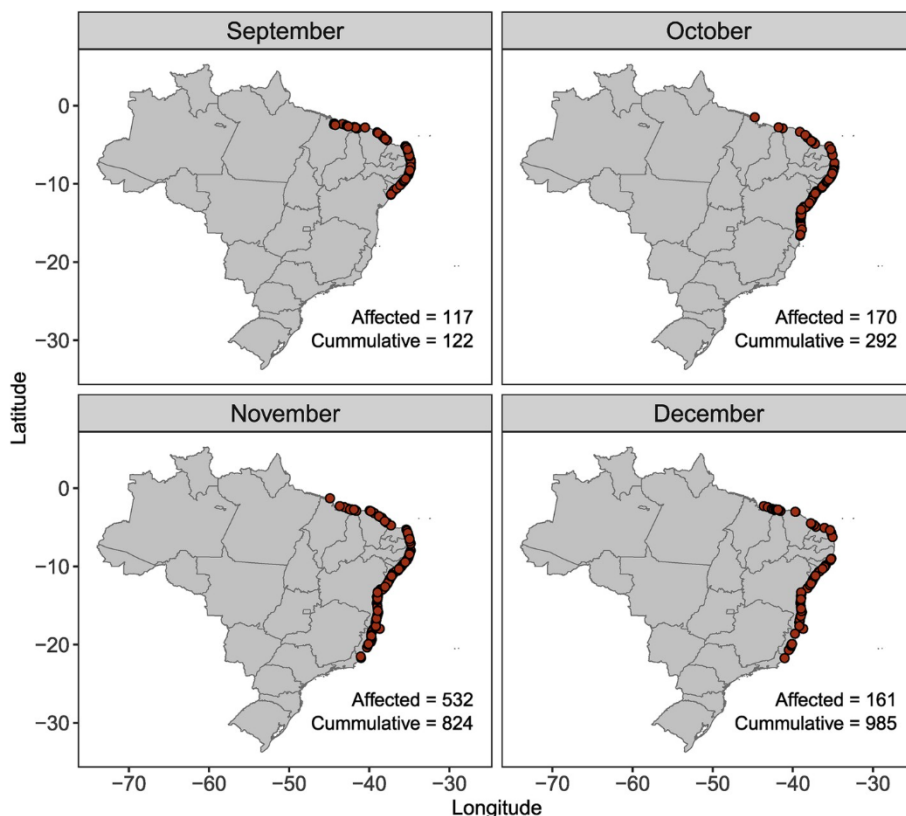 September
October
0
−10
−20
−30
Affected = 117
Cummulative = 122
Affected = 170
Cummulative = 292
Latitude
November
December
0
−10
−20
−30
Affected = 532
Cummulative = 824
Affected = 161
Cummulative = 985
−70 −60 −50 −40 −30
−70 −60 −50 −40 −30
Longitude